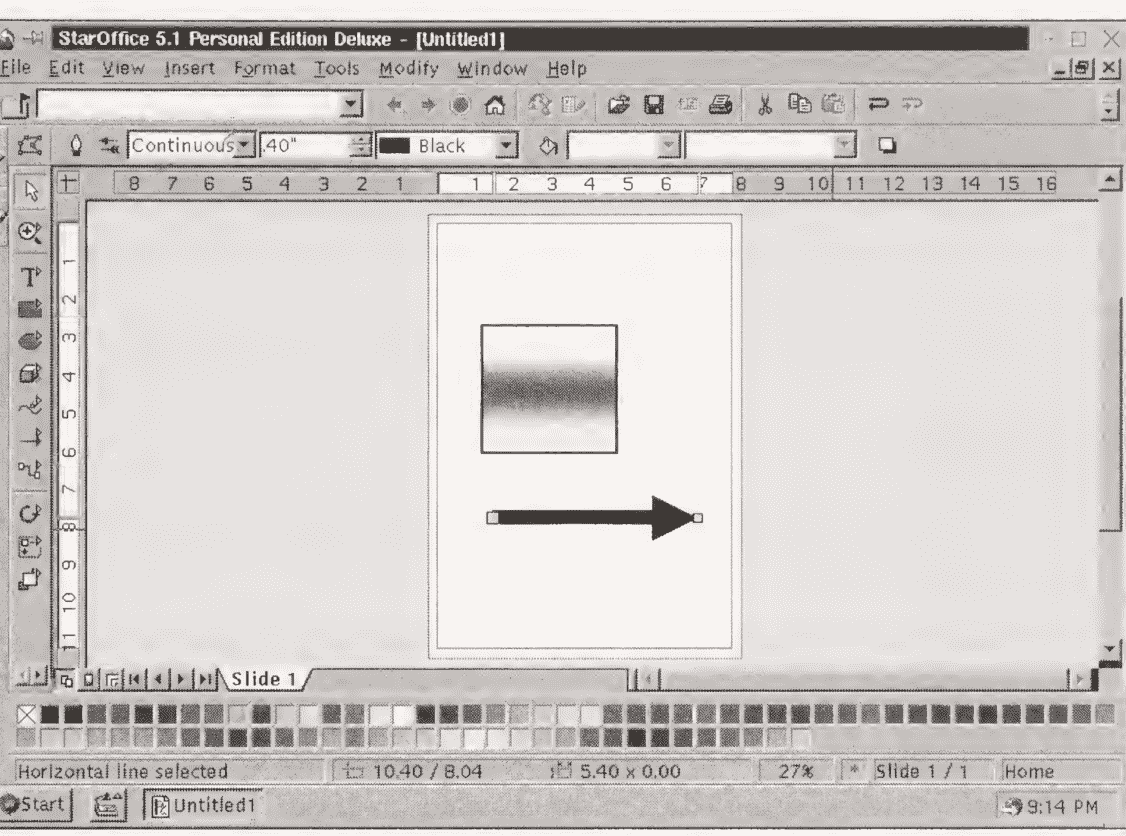 StarOffice 5.1 Personal Edition Deluxe - [Untitled1]
File Edit View Insert Format Tools Modify Window Help
Continuous .40" Black
8 7 6 5 4 3 2 1 1 2 3 4 5 6 7 8 9 10 11 12 13 14 15 16
T
1
2
3
4
5
6
7
8
9
10
11
Slide 1
Horizontal line selected 10.40 / 8.04 5.40 x 0.00 27% * Slide 1 / 1 Home
Start Untitled1 9:14 PM